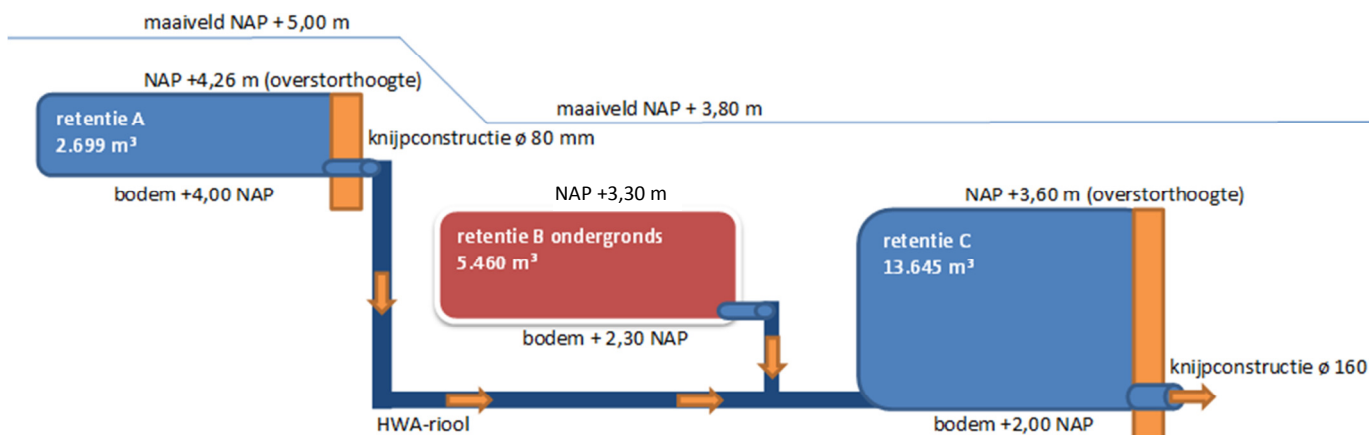 maaiveld NAP + 5,00 m
NAP +4,26 m (overstorthoogte)
maaiveld NAP + 3,80 m
retentie A
2.699 m³
knijpconstructie ø 80 mm
bodem +4,00 NAP
NAP +3,30 m
NAP +3,60 m (overstorthoogte)
retentie B ondergronds
5.460 m³
retentie C
13.645 m³
bodem + 2,30 NAP
knijpconstructie ø 160
HWA-riool
bodem +2,00 NAP